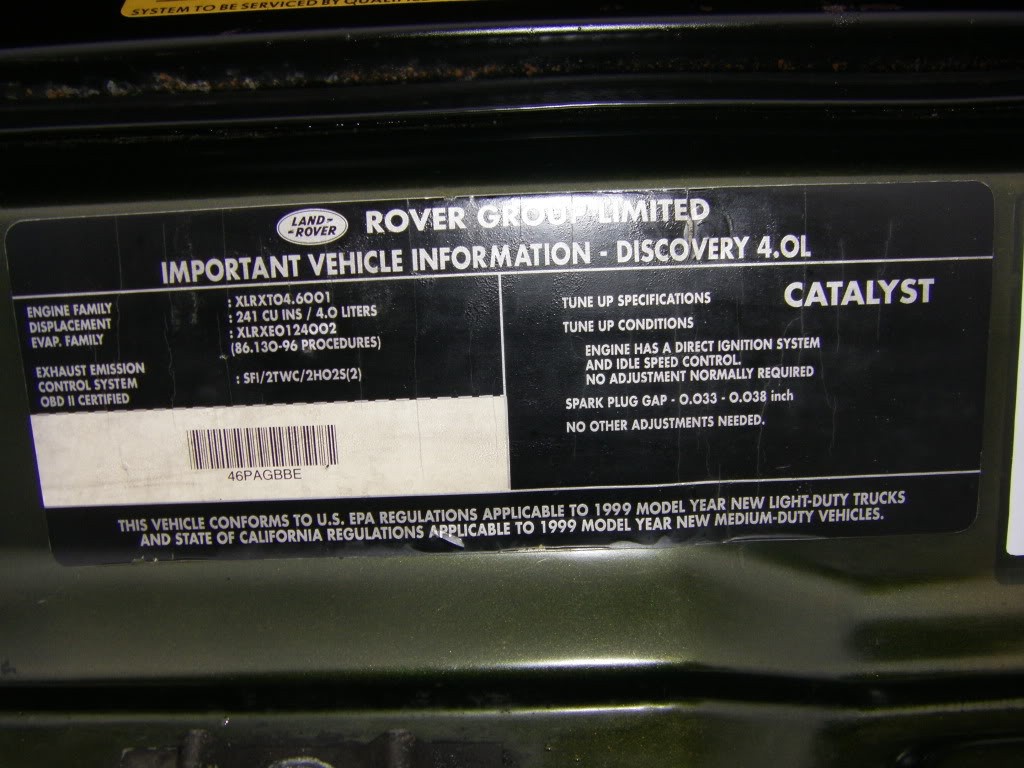 SYSTEM TO BE SERVICED BY
LAND-
-ROVER
ROVER GROUP LIMITED
IMPORTANT VEHICLE INFORMATION - DISCOVERY 4.0L
ENGINE FAMILY : XLRXT04.6001
DISPLACEMENT : 241 CU INS / 4.0 LITERS
EVAP. FAMILY : XLRXE0124002
(86.130-96 PROCEDURES)
EXHAUST EMISSION
CONTROL SYSTEM : SFI/2TWC/2HO2S(2)
OBD II CERTIFIED
46PAGBBE
TUNE UP SPECIFICATIONS CATALYST
TUNE UP CONDITIONS
ENGINE HAS A DIRECT IGNITION SYSTEM
AND IDLE SPEED CONTROL.
NO ADJUSTMENT NORMALLY REQUIRED
SPARK PLUG GAP - 0.033 - 0.038 inch
NO OTHER ADJUSTMENTS NEEDED.
THIS VEHICLE CONFORMS TO U.S. EPA REGULATIONS APPLICABLE TO 1999 MODEL YEAR NEW LIGHT-DUTY TRUCKS
AND STATE OF CALIFORNIA REGULATIONS APPLICABLE TO 1999 MODEL YEAR NEW MEDIUM-DUTY VEHICLES.